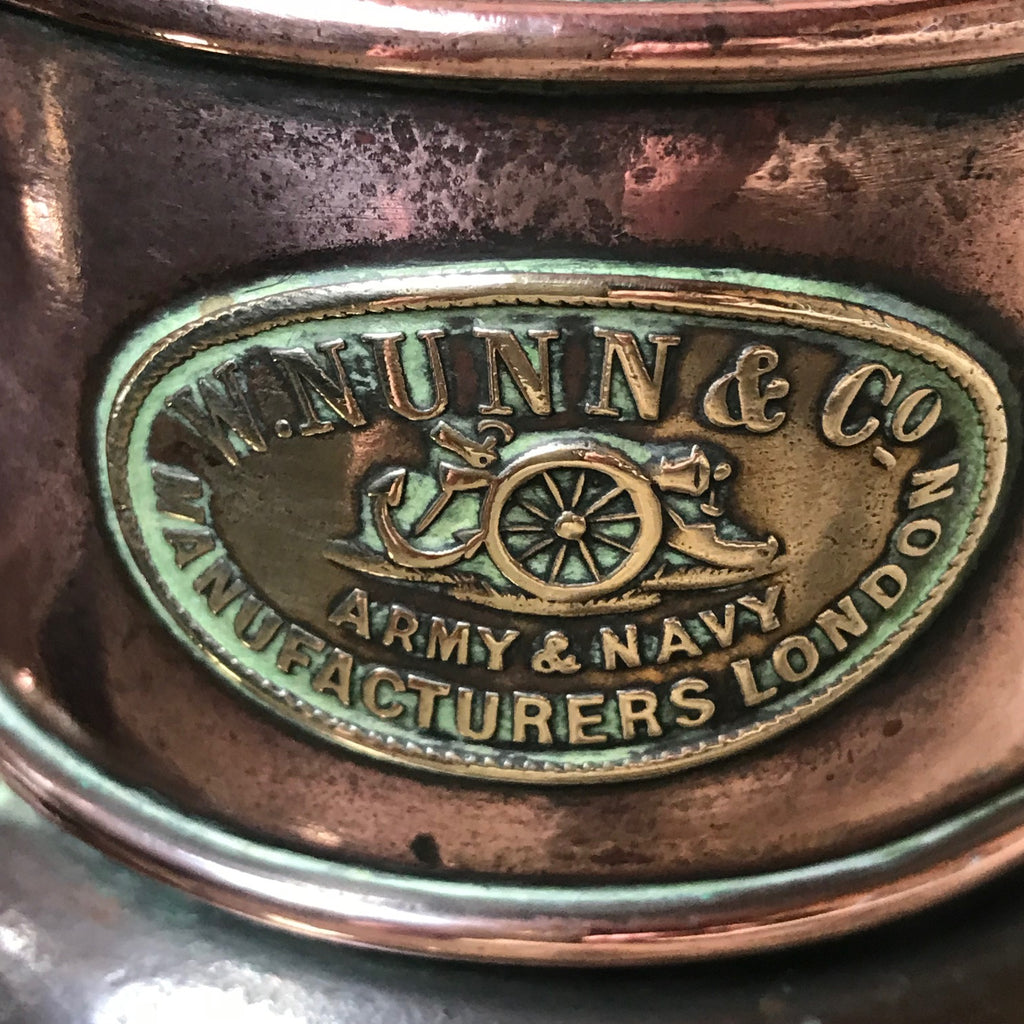 W. NUNN & Co,
ARMY & NAVY
MANUFACTURERS LONDON